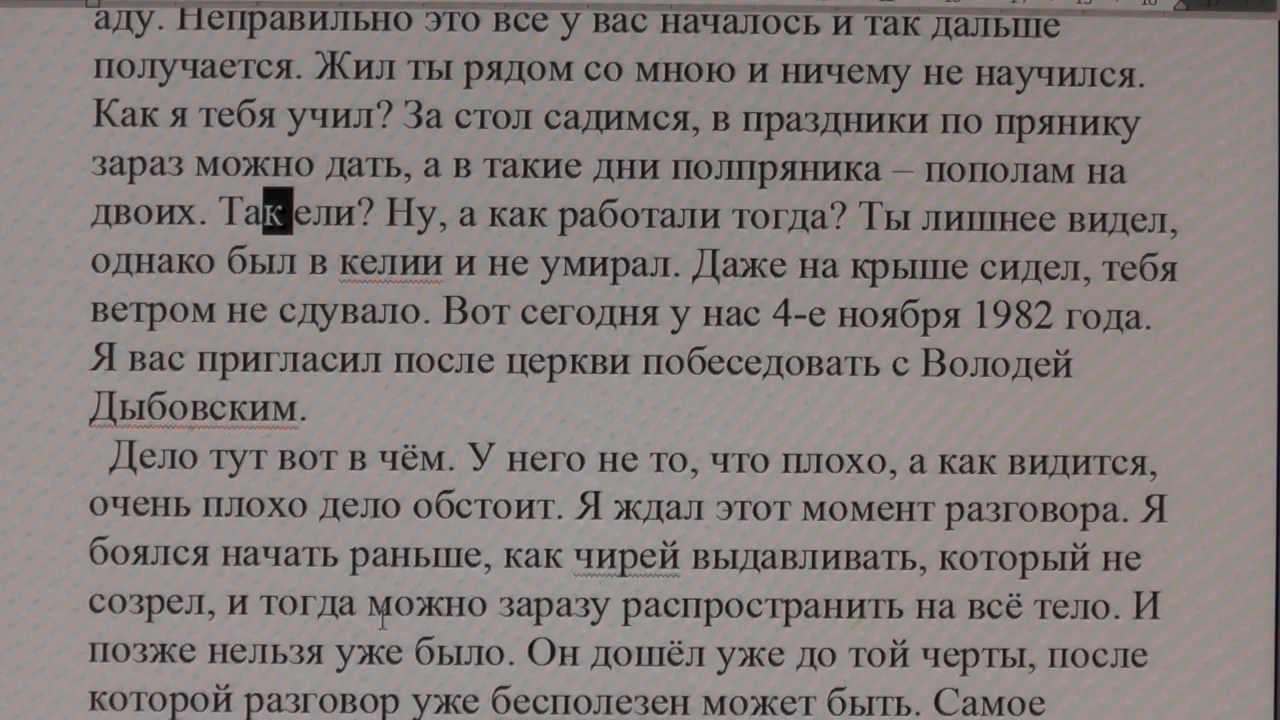 аду. Неправильно это всё у вас началось и так дальше
получается. Жил ты рядом со мною и ничему не научился.
Как я тебя учил? За стол садимся, в праздники по прянику
зараз можно дать, а в такие дни полпряника – пополам на
двоих. Так ели? Ну, а как работали тогда? Ты лишнее видел,
однако был в келии и не умирал. Даже на крыше сидел, тебя
ветром не сдувало. Вот сегодня у нас 4-е ноября 1982 года.
Я вас пригласил после церкви побеседовать с Володей
Дыбовским.
Дело тут вот в чём. У него не то, что плохо, а как видится,
очень плохо дело обстоит. Я ждал этот момент разговора. Я
боялся начать раньше, как чирей выдавливать, который не
созрел, и тогда можно заразу распространить на всё тело. И
позже нельзя уже было. Он дошёл уже до той черты, после
которой разговор уже бесполезен может быть. Самое